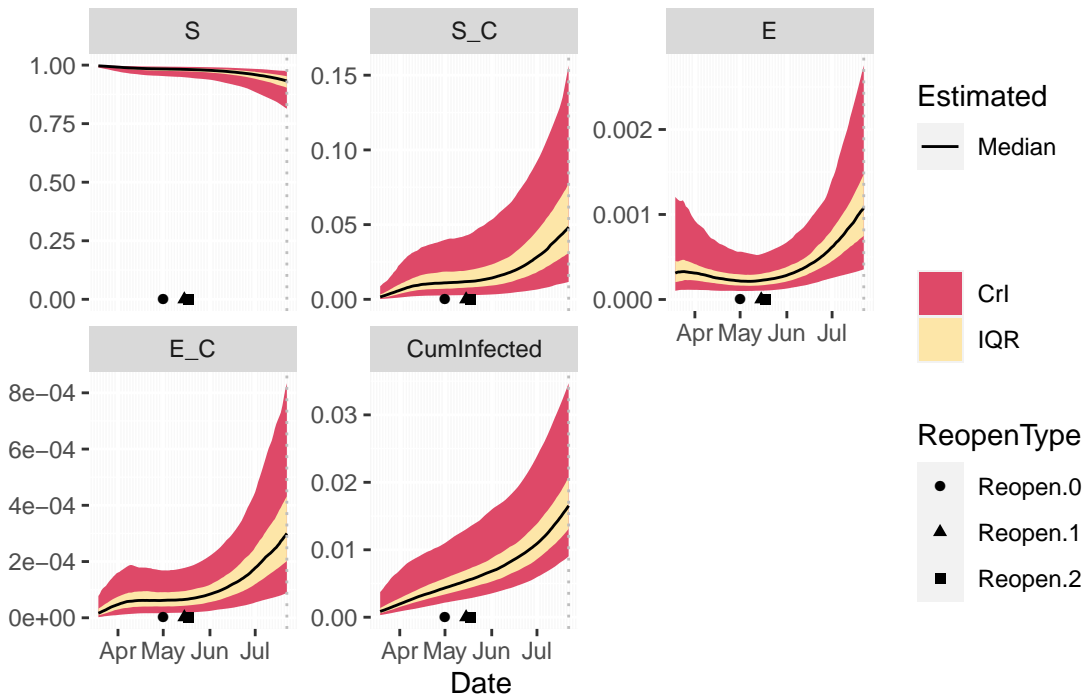 S
S_C
E
1.00
0.75
0.50
0.25
0.00
0.15
0.10
0.05
0.00
0.002
0.001
0.000
Apr May Jun Jul
E_C
CumInfected
8e−04
6e−04
4e−04
2e−04
0e+00
0.03
0.02
0.01
0.00
Apr May Jun Jul
Apr May Jun Jul
Date
Estimated
Median
CrI
IQR
ReopenType
Reopen.0
Reopen.1
Reopen.2